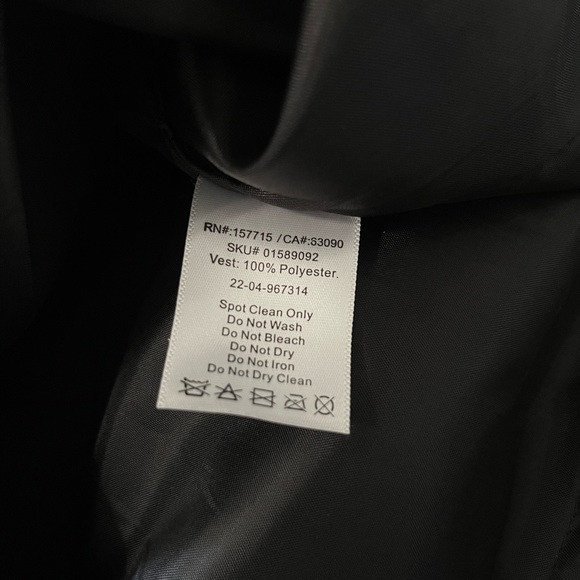 RN#:157715 /CA#:83090
SKU# 01589092
Vest: 100% Polyester.
22-04-967314
Spot Clean Only
Do Not Wash
Do Not Bleach
Do Not Dry
Do Not Iron
Do Not Dry Clean